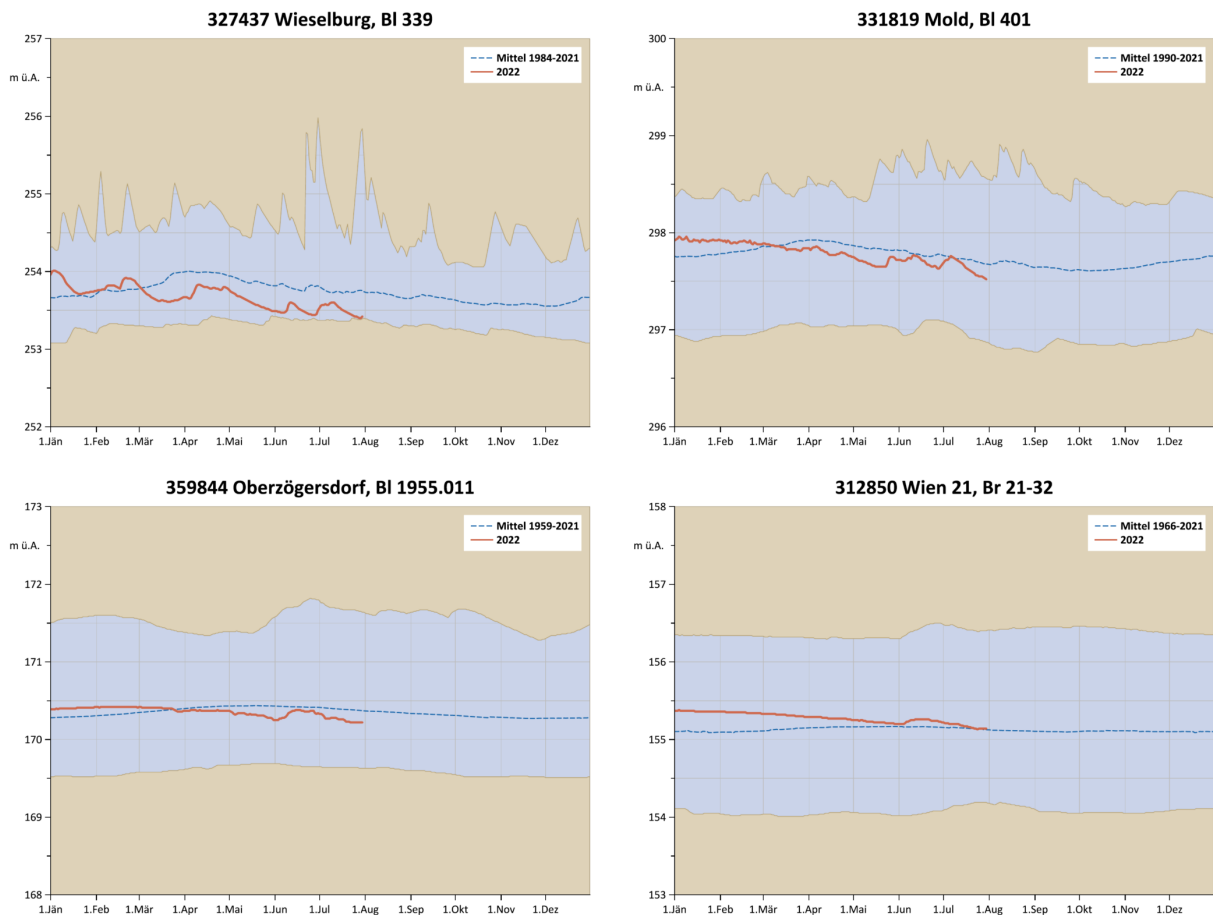 327437 Wieselburg, Bl 339
257
m ü.A.
256
255
254
253
252
Mittel 1984-2021
2022
1.Jän 1.Feb 1.Mär 1.Apr 1.Mai 1.Jun 1.Jul 1.Aug 1.Sep 1.Okt 1.Nov 1.Dez
331819 Mold, Bl 401
300
m ü.A.
299
298
297
296
Mittel 1990-2021
2022
1.Jän 1.Feb 1.Mär 1.Apr 1.Mai 1.Jun 1.Jul 1.Aug 1.Sep 1.Okt 1.Nov 1.Dez
359844 Oberzögersdorf, Bl 1955.011
173
m ü.A.
172
171
170
169
168
Mittel 1959-2021
2022
1.Jän 1.Feb 1.Mär 1.Apr 1.Mai 1.Jun 1.Jul 1.Aug 1.Sep 1.Okt 1.Nov 1.Dez
312850 Wien 21, Br 21-32
158
m ü.A.
157
156
155
154
153
Mittel 1966-2021
2022
1.Jän 1.Feb 1.Mär 1.Apr 1.Mai 1.Jun 1.Jul 1.Aug 1.Sep 1.Okt 1.Nov 1.Dez